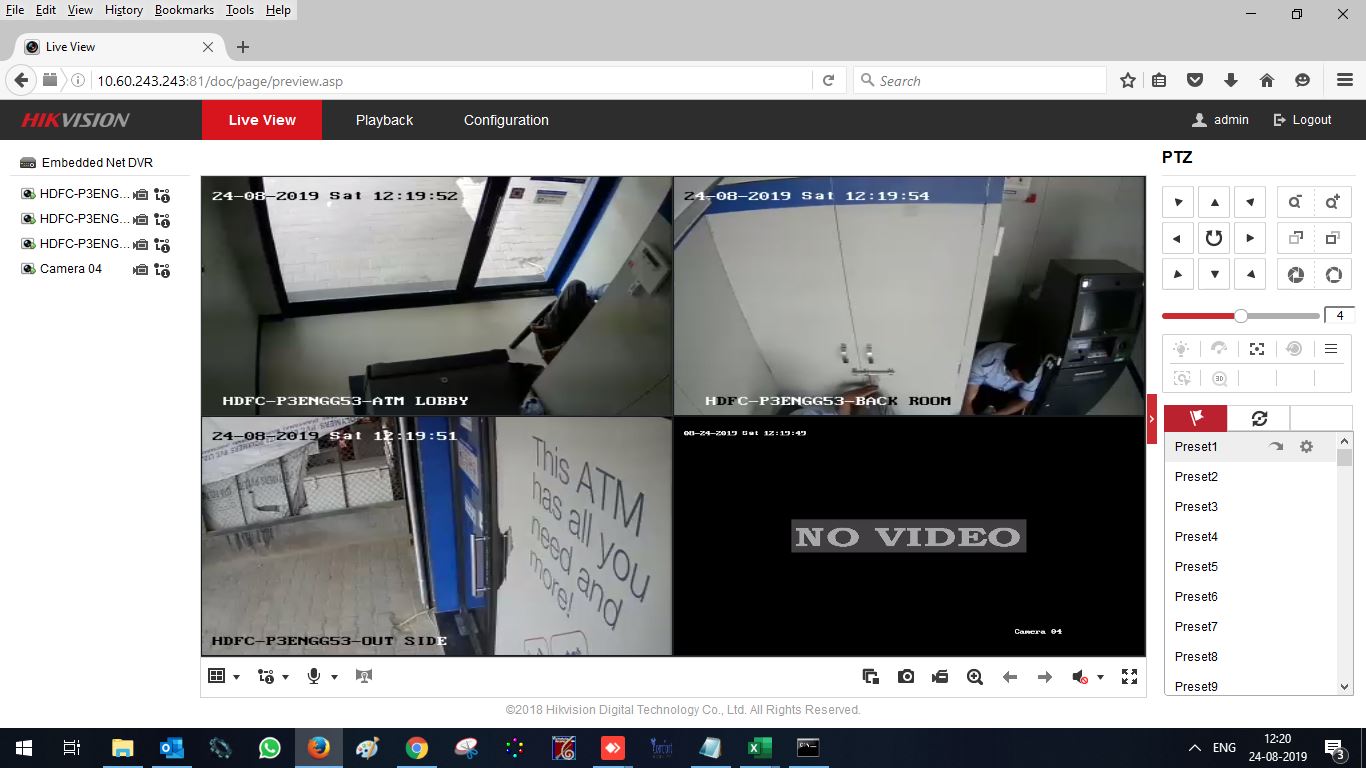 File Edit View History Bookmarks Tools Help
Live View
10.60.243.243:81/doc/page/preview.asp
Search
HIKVISION
Live View
Playback
Configuration
admin
Logout
Embedded Net DVR
HDFC-P3ENG...
HDFC-P3ENG...
HDFC-P3ENG...
Camera 04
24-08-2019 Sat 12:19:52
HDFC-P3ENGG53-ATM LOBBY
24-08-2019 Sat 12:19:54
HDFC-P3ENGG53-BACK ROOM
24-08-2019 Sat 12:19:51
This ATM
has all you
need and
more!
HDFC-P3ENGG53-OUT SIDE
08-24-2019 Sat 12:19:49
NO VIDEO
Camera 04
PTZ
4
3D
Preset1
Preset2
Preset3
Preset4
Preset5
Preset6
Preset7
Preset8
Preset9
©2018 Hikvision Digital Technology Co., Ltd. All Rights Reserved.
ENG
12:20
24-08-2019
3